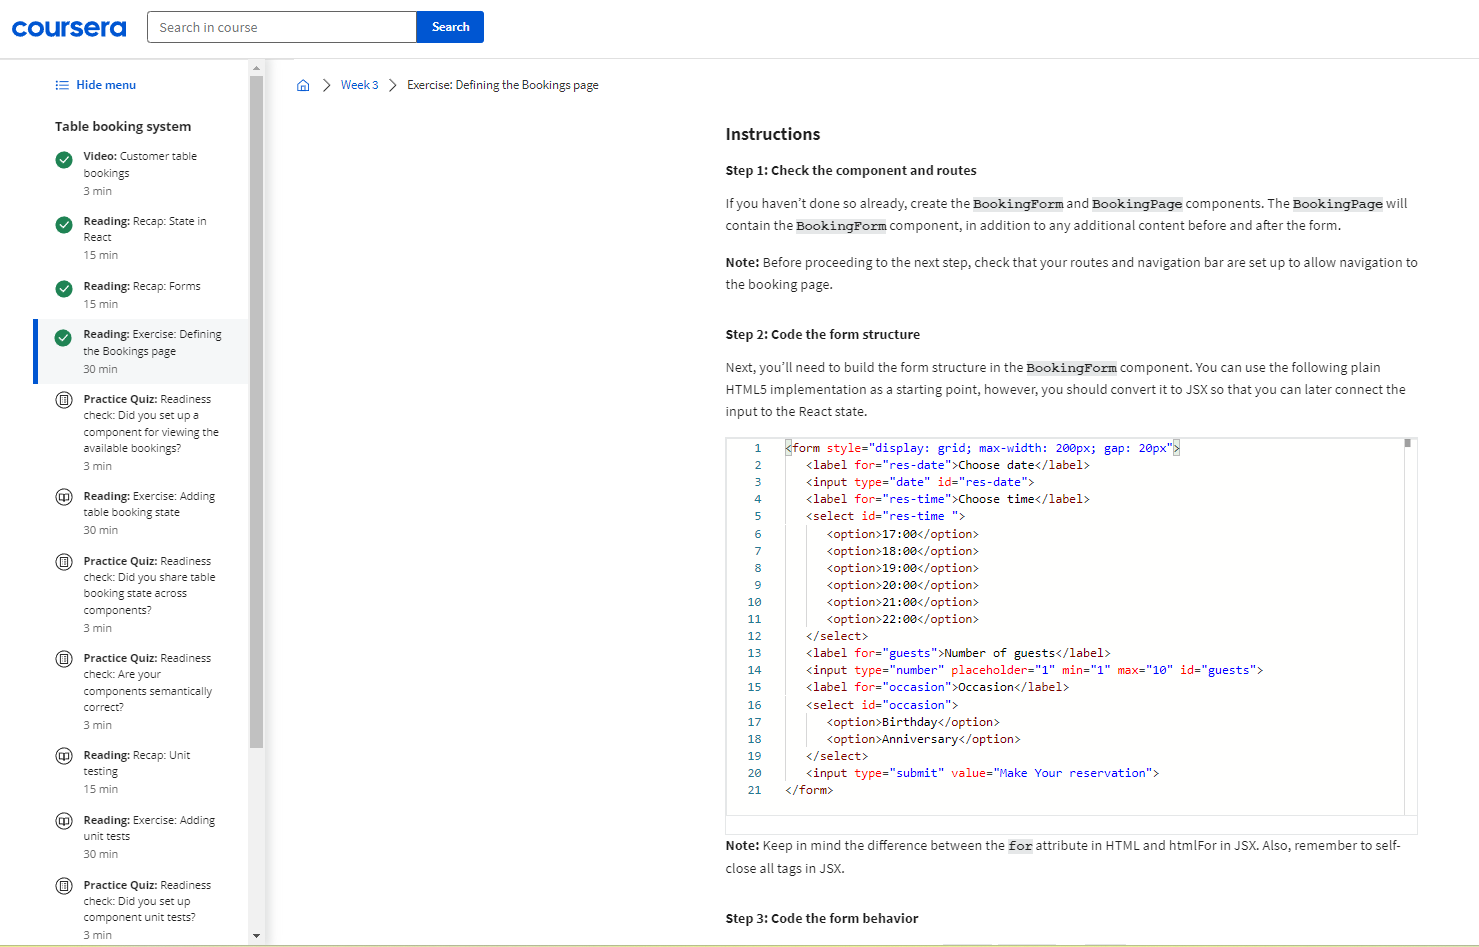 coursera
Search in course
Search
Hide menu
Week 3
Exercise: Defining the Bookings page
Table booking system
Video: Customer table
bookings
3 min
Reading: Recap: State in
React
15 min
Reading: Recap: Forms
15 min
Reading: Exercise: Defining
the Bookings page
30 min
Practice Quiz: Readiness
check: Did you set up a
component for viewing the
available bookings?
3 min
Reading: Exercise: Adding
table booking state
30 min
Practice Quiz: Readiness
check: Did you share table
booking state across
components?
3 min
Practice Quiz: Readiness
check: Are your
components semantically
correct?
3 min
Reading: Recap: Unit
testing
15 min
Reading: Exercise: Adding
unit tests
30 min
Practice Quiz: Readiness
check: Did you set up
component unit tests?
3 min
Instructions
Step 1: Check the component and routes
If you haven’t done so already, create the BookingForm and BookingPage components. The BookingPage will
contain the BookingForm component, in addition to any additional content before and after the form.
Note: Before proceeding to the next step, check that your routes and navigation bar are set up to allow navigation to
the booking page.
Step 2: Code the form structure
Next, you’ll need to build the form structure in the BookingForm component. You can use the following plain
HTML5 implementation as a starting point, however, you should convert it to JSX so that you can later connect the
input to the React state.
1 <form style="display: grid; max-width: 200px; gap: 20px">
2 <label for="res-date">Choose date</label>
3 <input type="date" id="res-date">
4 <label for="res-time">Choose time</label>
5 <select id="res-time ">
6 <option>17:00</option>
7 <option>18:00</option>
8 <option>19:00</option>
9 <option>20:00</option>
10 <option>21:00</option>
11 <option>22:00</option>
12 </select>
13 <label for="guests">Number of guests</label>
14 <input type="number" placeholder="1" min="1" max="10" id="guests">
15 <label for="occasion">Occasion</label>
16 <select id="occasion">
17 <option>Birthday</option>
18 <option>Anniversary</option>
19 </select>
20 <input type="submit" value="Make Your reservation">
21 </form>
Note: Keep in mind the difference between the for attribute in HTML and htmlFor in JSX. Also, remember to self-
close all tags in JSX.
Step 3: Code the form behavior